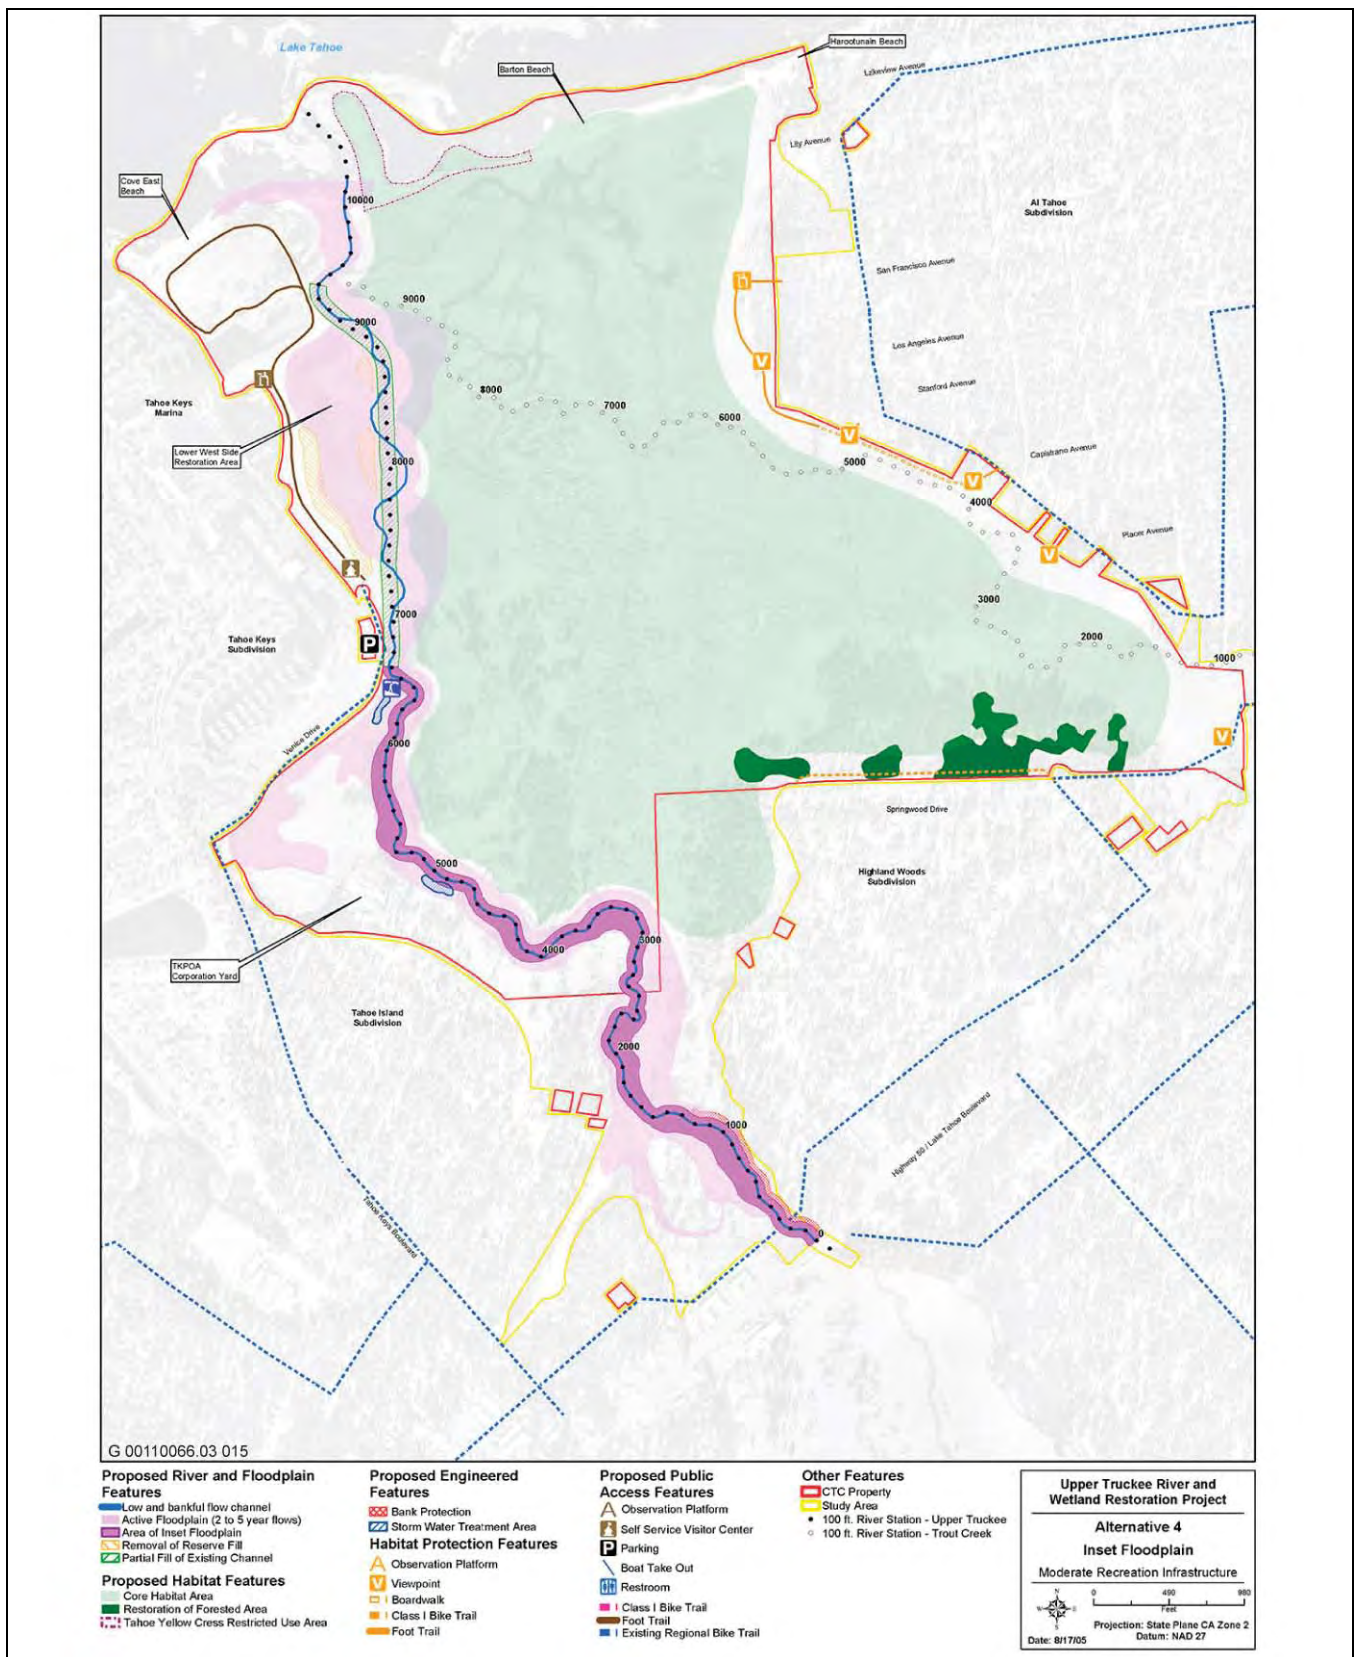 Lake Tahoe
Harootunain Beach
Lakeview Avenue
Barton Beach
Lily Avenue
Cove East
Beach
10000
Al Tahoe
Subdivision
San Francisco Avenue
9000
9000
Los Angeles Avenue
Stanford Avenue
8000
7000
6000
Tahoe Keys
Marina
Lower West Side
Restoration Area
8000
5000
Capistrano Avenue
4000
Placer Avenue
7000
3000
Tahoe Keys
Subdivision
P
2000
1000
Venice Drive
6000
V
V
V
V
V
Springwood Drive
5000
Highland Woods
Subdivision
4000
3000
TKPOA
Corporation Yard
Tahoe Island
Subdivision
2000
1000
Highway 50 / Lake Tahoe Boulevard
Tahoe Keys Boulevard
0
G 00110066.03 015
Proposed River and Floodplain
Features
Low and bankful flow channel
Active Floodplain (2 to 5 year flows)
Area of Inset Floodplain
Removal of Reserve Fill
Partial Fill of Existing Channel
Proposed Habitat Features
Core Habitat Area
Restoration of Forested Area
Tahoe Yellow Cress Restricted Use Area
Proposed Engineered
Features
Bank Protection
Storm Water Treatment Area
Habitat Protection Features
Observation Platform
V Viewpoint
Boardwalk
Class I Bike Trail
Foot Trail
Proposed Public
Access Features
Observation Platform
Self Service Visitor Center
P Parking
Boat Take Out
Restroom
Class I Bike Trail
Foot Trail
Existing Regional Bike Trail
Other Features
CTC Property
Study Area
100 ft. River Station - Upper Truckee
100 ft. River Station - Trout Creek
Upper Truckee River and
Wetland Restoration Project
Alternative 4
Inset Floodplain
Moderate Recreation Infrastructure
N
W E
S
0 490 980
Feet
Projection: State Plane CA Zone 2
Datum: NAD 27
Date: 8/17/05